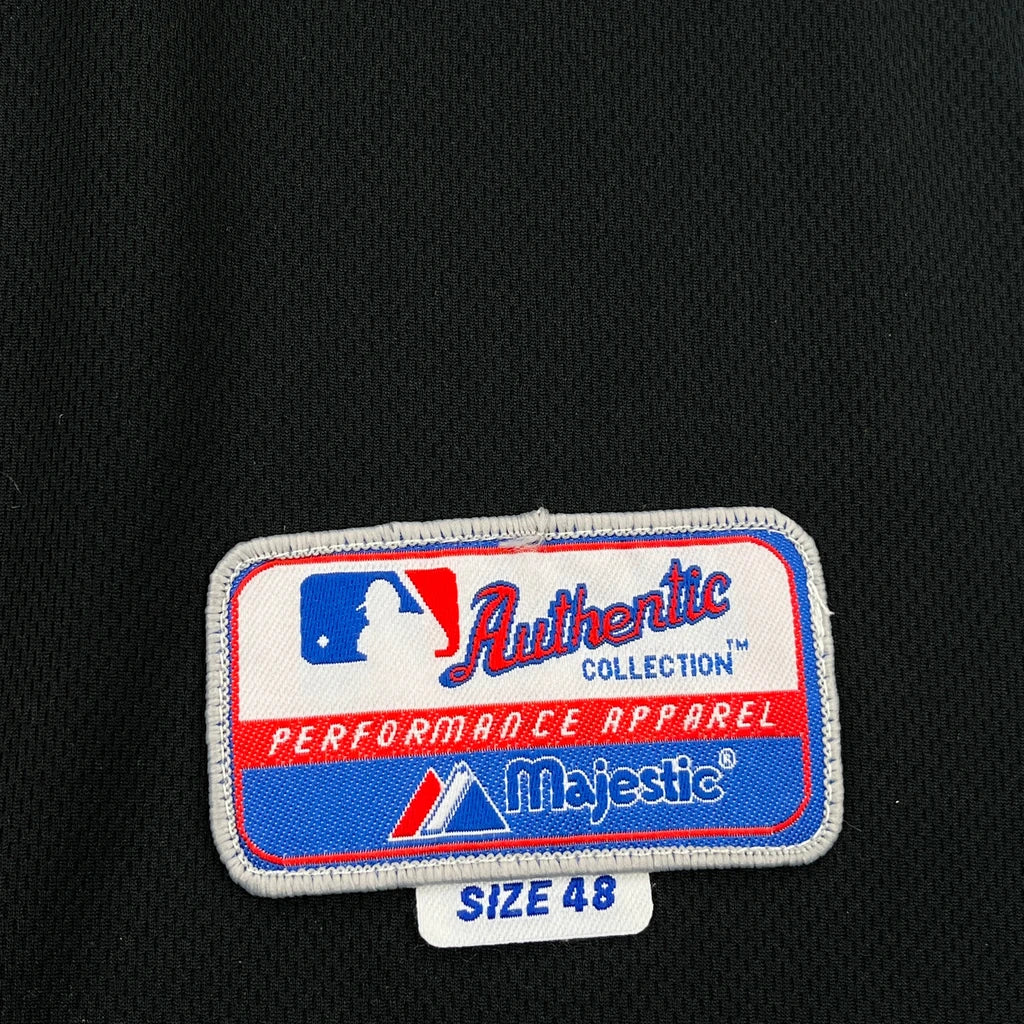 Authentic
COLLECTION™
PERFORMANCE APPAREL
Majestic®
SIZE 48